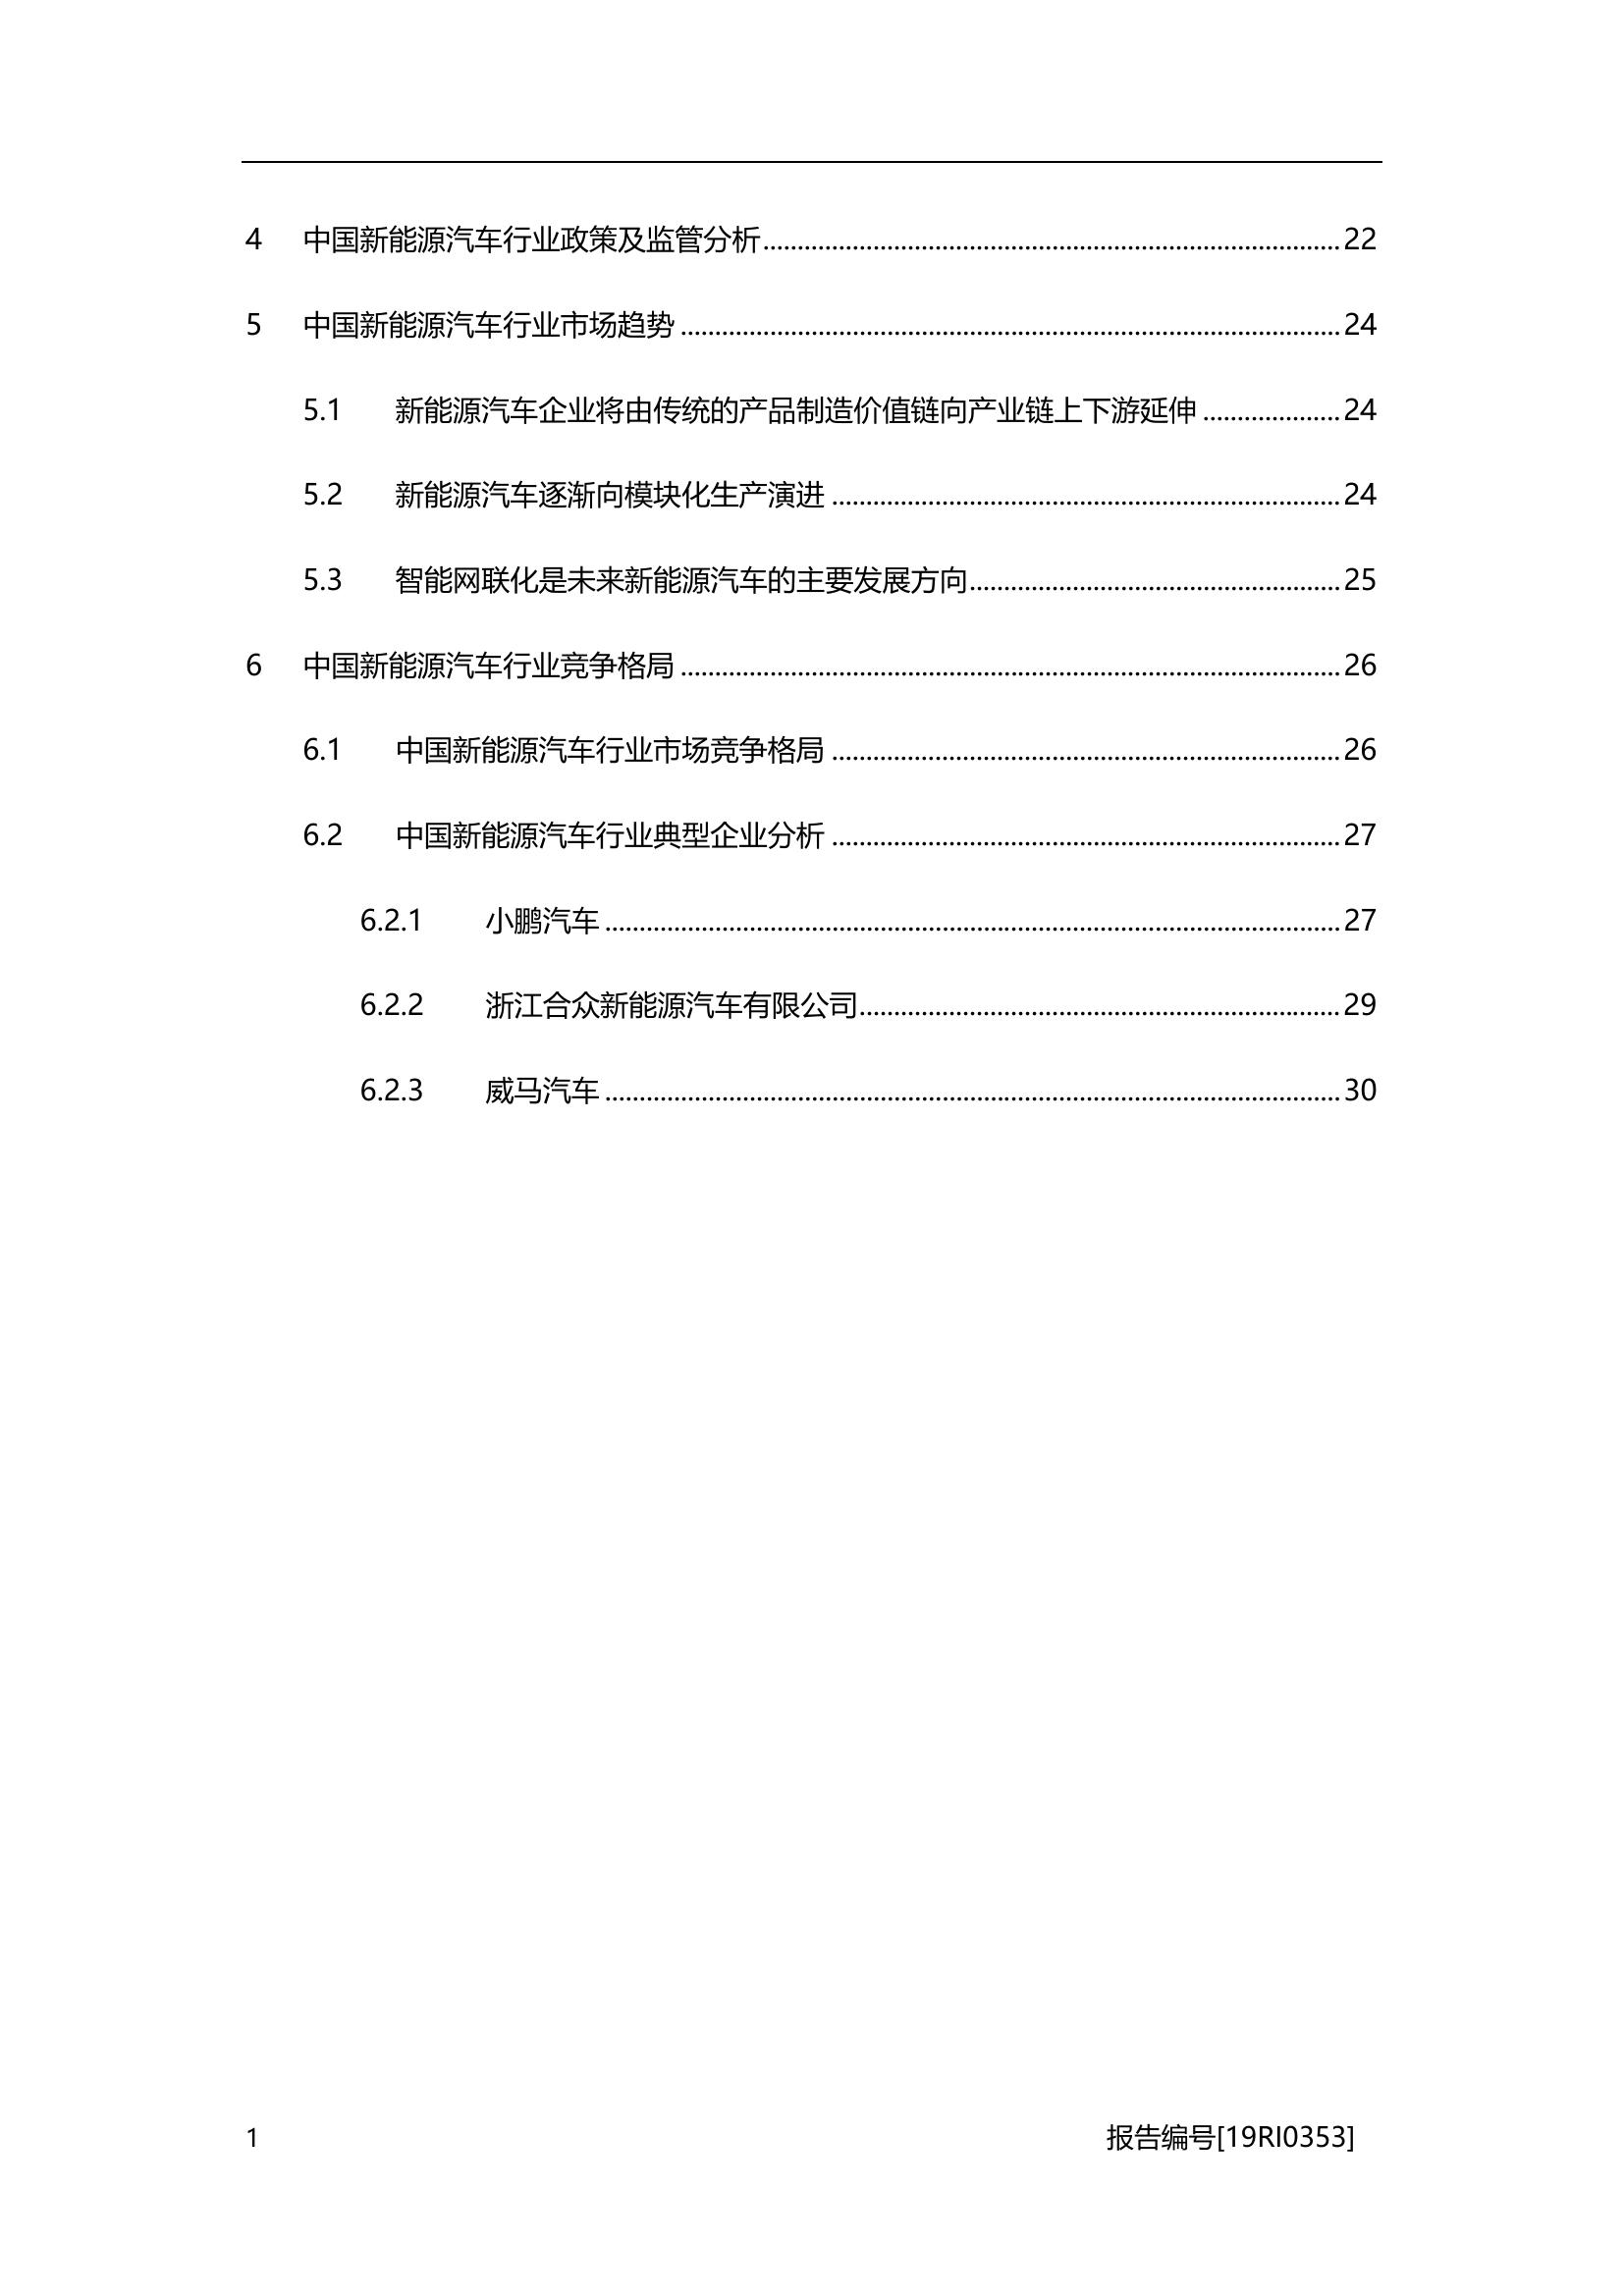 4 中国新能源汽车行业政策及监管分析 22
5 中国新能源汽车行业市场趋势 24
5.1 新能源汽车企业将由传统的产品制造价值链向产业链上下游延伸 24
5.2 新能源汽车逐渐向模块化生产演进 24
5.3 智能网联化是未来新能源汽车的主要发展方向 25
6 中国新能源汽车行业竞争格局 26
6.1 中国新能源汽车行业市场竞争格局 26
6.2 中国新能源汽车行业典型企业分析 27
6.2.1 小鹏汽车 27
6.2.2 浙江合众新能源汽车有限公司 29
6.2.3 威马汽车 30
1 报告编号[19RI0353]